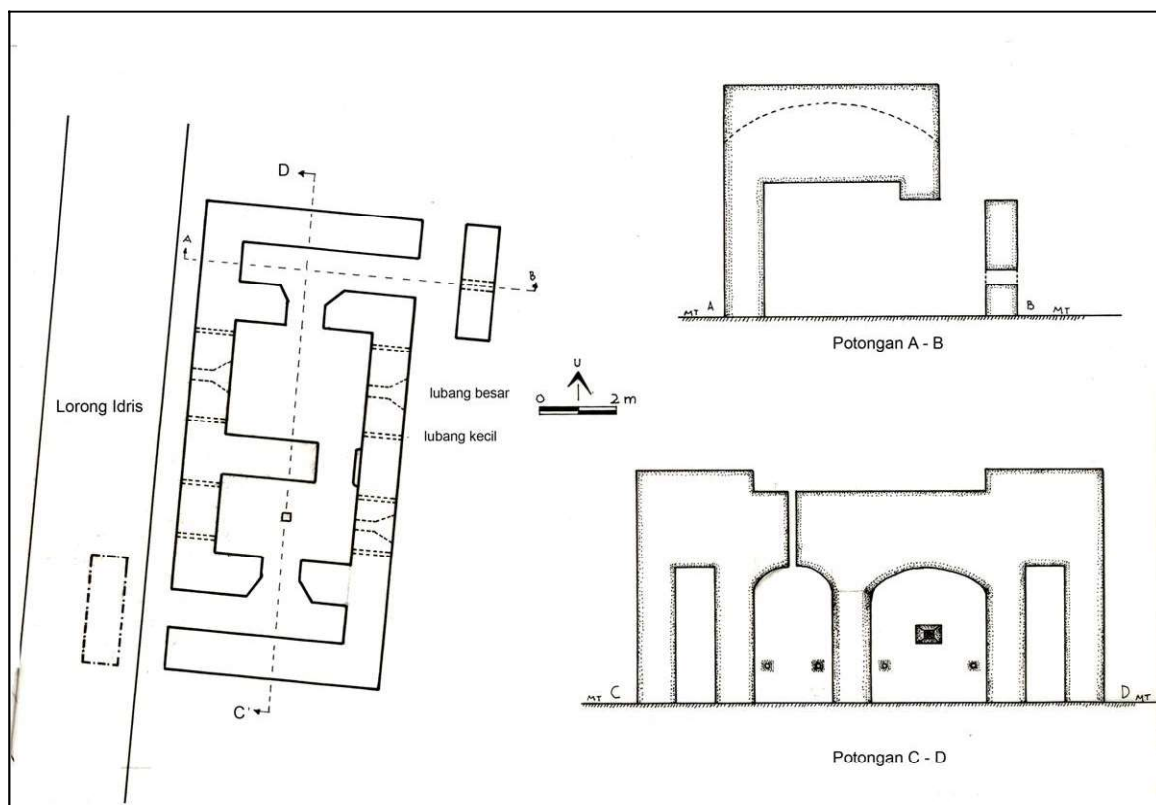 D
A
B
Lorong Idris
lubang besar
lubang kecil
U
0 2 m
C'
MT A B MT
Potongan A - B
MT C D MT
Potongan C - D